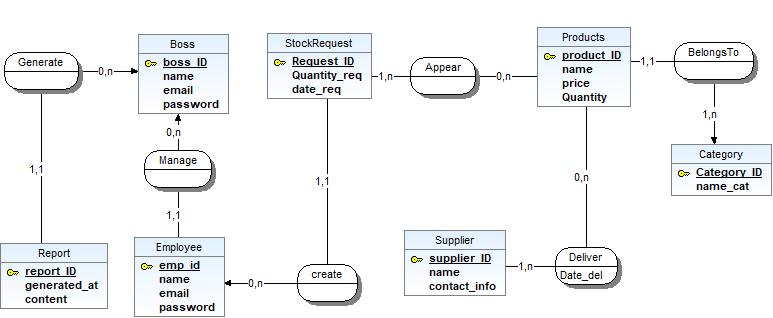 Generate
0,n
Boss
boss_ID
name
email
password
StockRequest
Request_ID
Quantity_req
date_req
1,n
Appear
0,n
Products
product_ID
name
price
Quantity
1,1
BelongsTo
0,n
Manage
1,1
1,1
1,1
0,n
1,n
Category
Category_ID
name_cat
Report
report_ID
generated_at
content
Employee
emp_id
name
email
password
0,n
create
Supplier
supplier_ID
name
contact_info
1,n
Deliver
Date_del